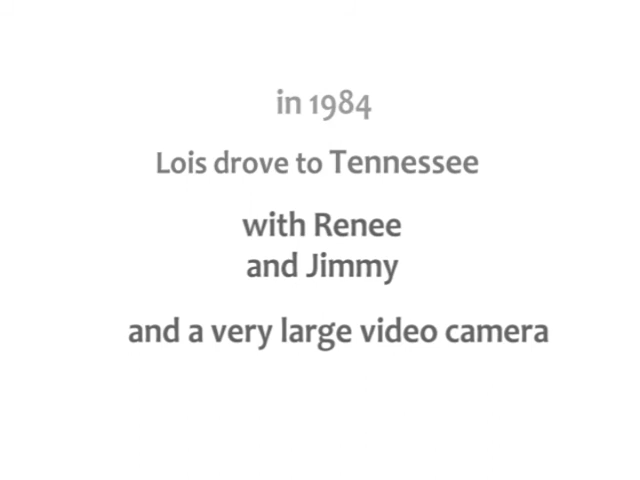 in 1984
Lois drove to Tennessee
with Renee
and Jimmy
and a very large video camera